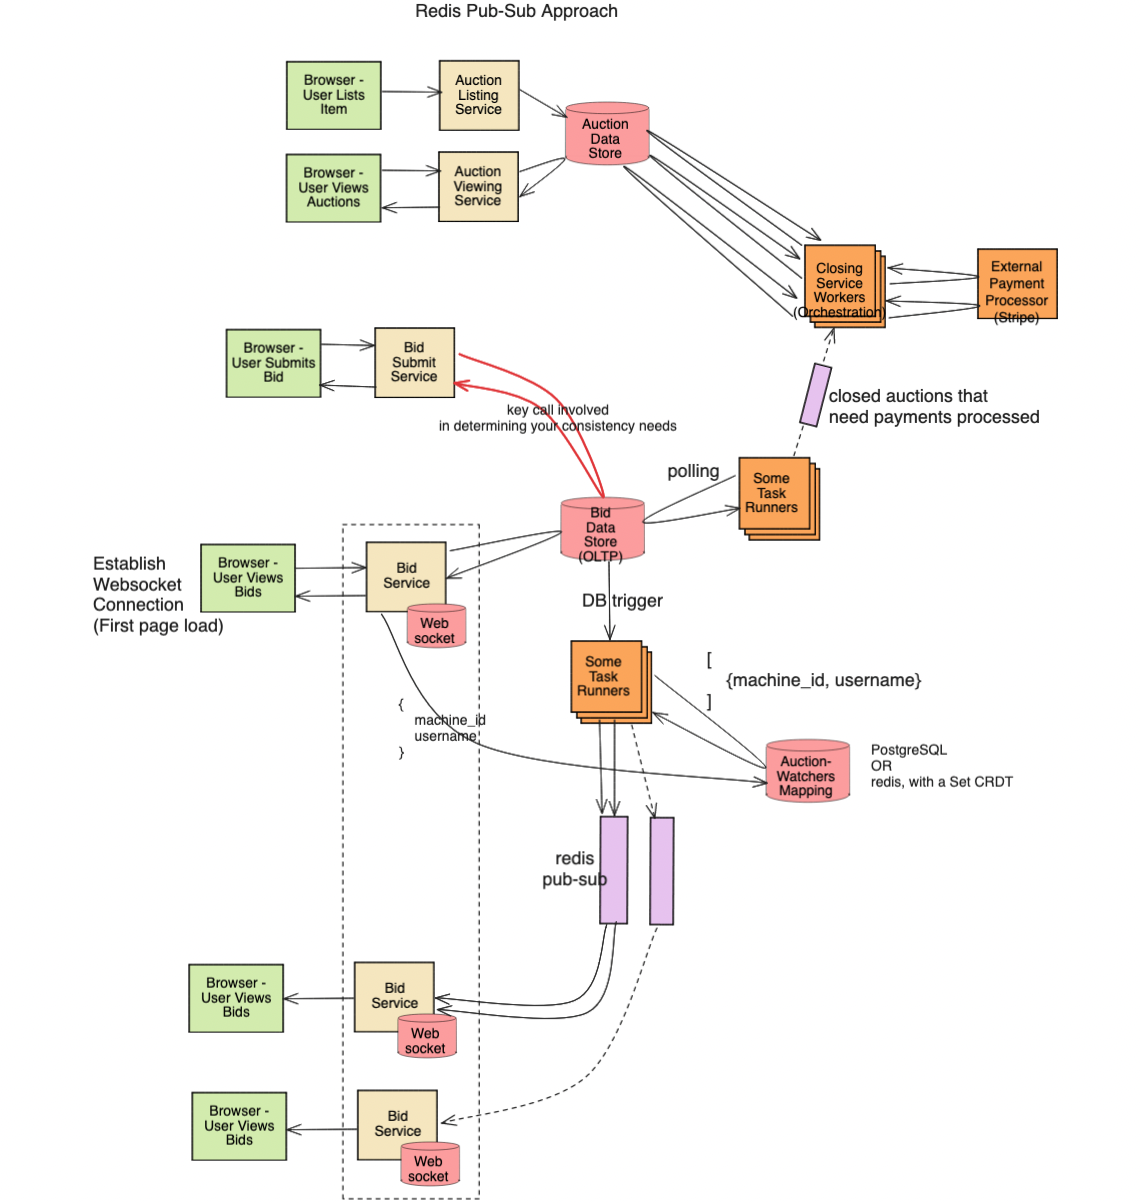 Redis Pub-Sub Approach
Browser -
User Lists
Item
Auction
Listing
Service
Auction
Data
Store
Browser -
User Views
Auctions
Auction
Viewing
Service
Closing
Service
Workers
(Orchestration)
External
Payment
Processor
(Stripe)
Browser -
User Submits
Bid
Bid
Submit
Service
key call involved
in determining your consistency needs
closed auctions that
need payments processed
polling
Some
Task
Runners
Bid
Data
Store
(OLTP)
Establish
Websocket
Connection
(First page load)
Browser -
User Views
Bids
Bid
Service
Web
socket
DB trigger
Some
Task
Runners
[
{machine_id, username}
]
{
machine_id
username
}
Auction-
Watchers
Mapping
PostgreSQL
OR
redis, with a Set CRDT
redis
pub-sub
Browser -
User Views
Bids
Bid
Service
Web
socket
Browser -
User Views
Bids
Bid
Service
Web
socket